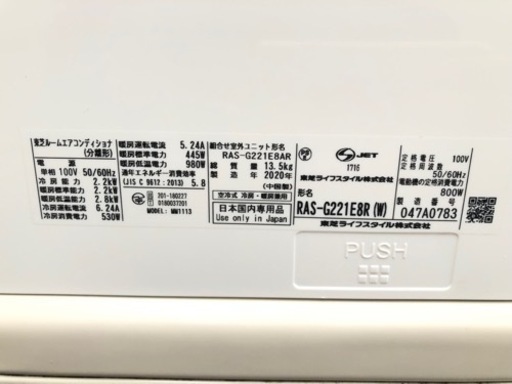 東芝ルームエアコンディショナ
(分離形)
電源
単相 100V 50/60Hz
冷房能力 2.2kW
暖房標準能力 2.2kW
暖房低温能力 2.8kW
冷房運転電流 6.24A
冷房消費電力 530W
暖房運転電流 5.24A
暖房標準電力 445W
暖房低温電力 980W
通年エネルギー消費効率
(JIS C 9612:2013) 5.8
201-180227
0180037201
MODEL: MM1113
組合せ室外ユニット形名
RAS-G221E8AR
総質量 13.5kg
製造年 2020年
(中国製)
空冷式 冷房・暖房兼用
日本国内専用品
Use only in Japan
JET
1716
東芝ライフスタイル株式会社
形名
RAS-G221E8R(W)
定格電圧 100V
定格周波数
50/60Hz
電動機の定格消費電力
800W
製造番号
047A0783
東芝ライフスタイル株式会社
PUSH